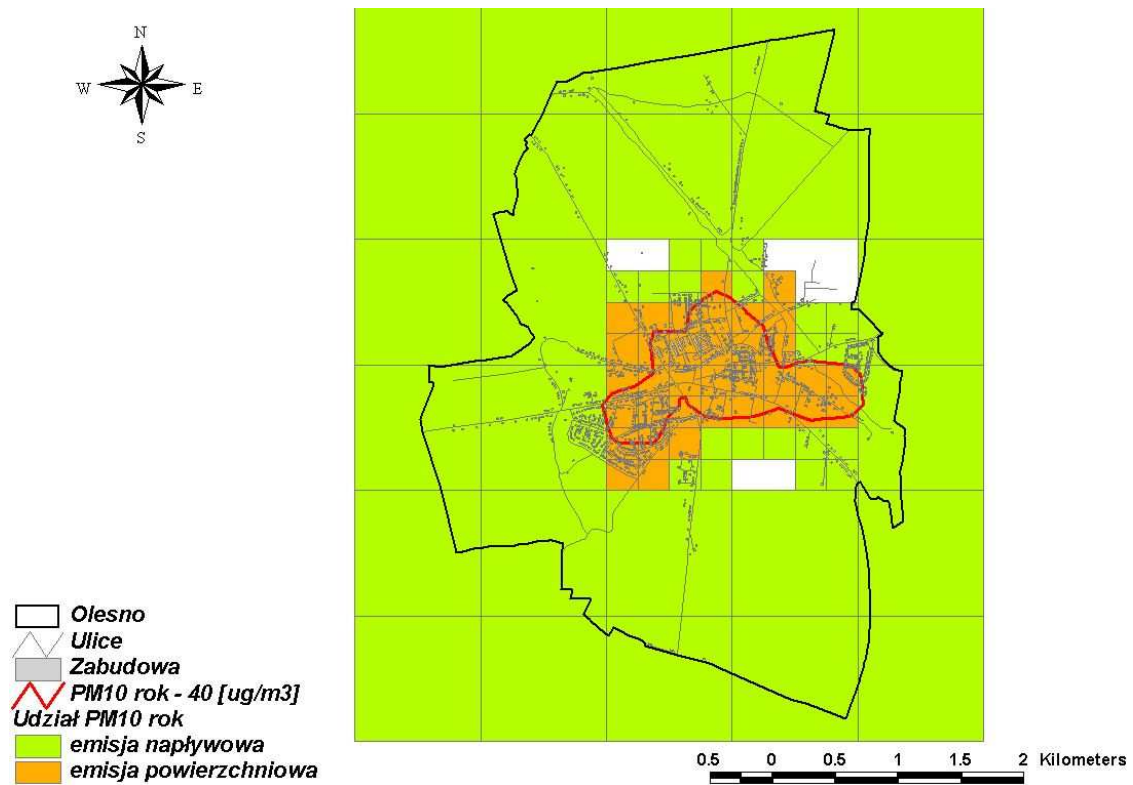 N
W E
S
Olesno
Ulice
Zabudowa
PM10 rok - 40 [ug/m3]
Udział PM10 rok
emisja napływowa
emisja powierzchniowa
0.5 0 0.5 1 1.5 2 Kilometers